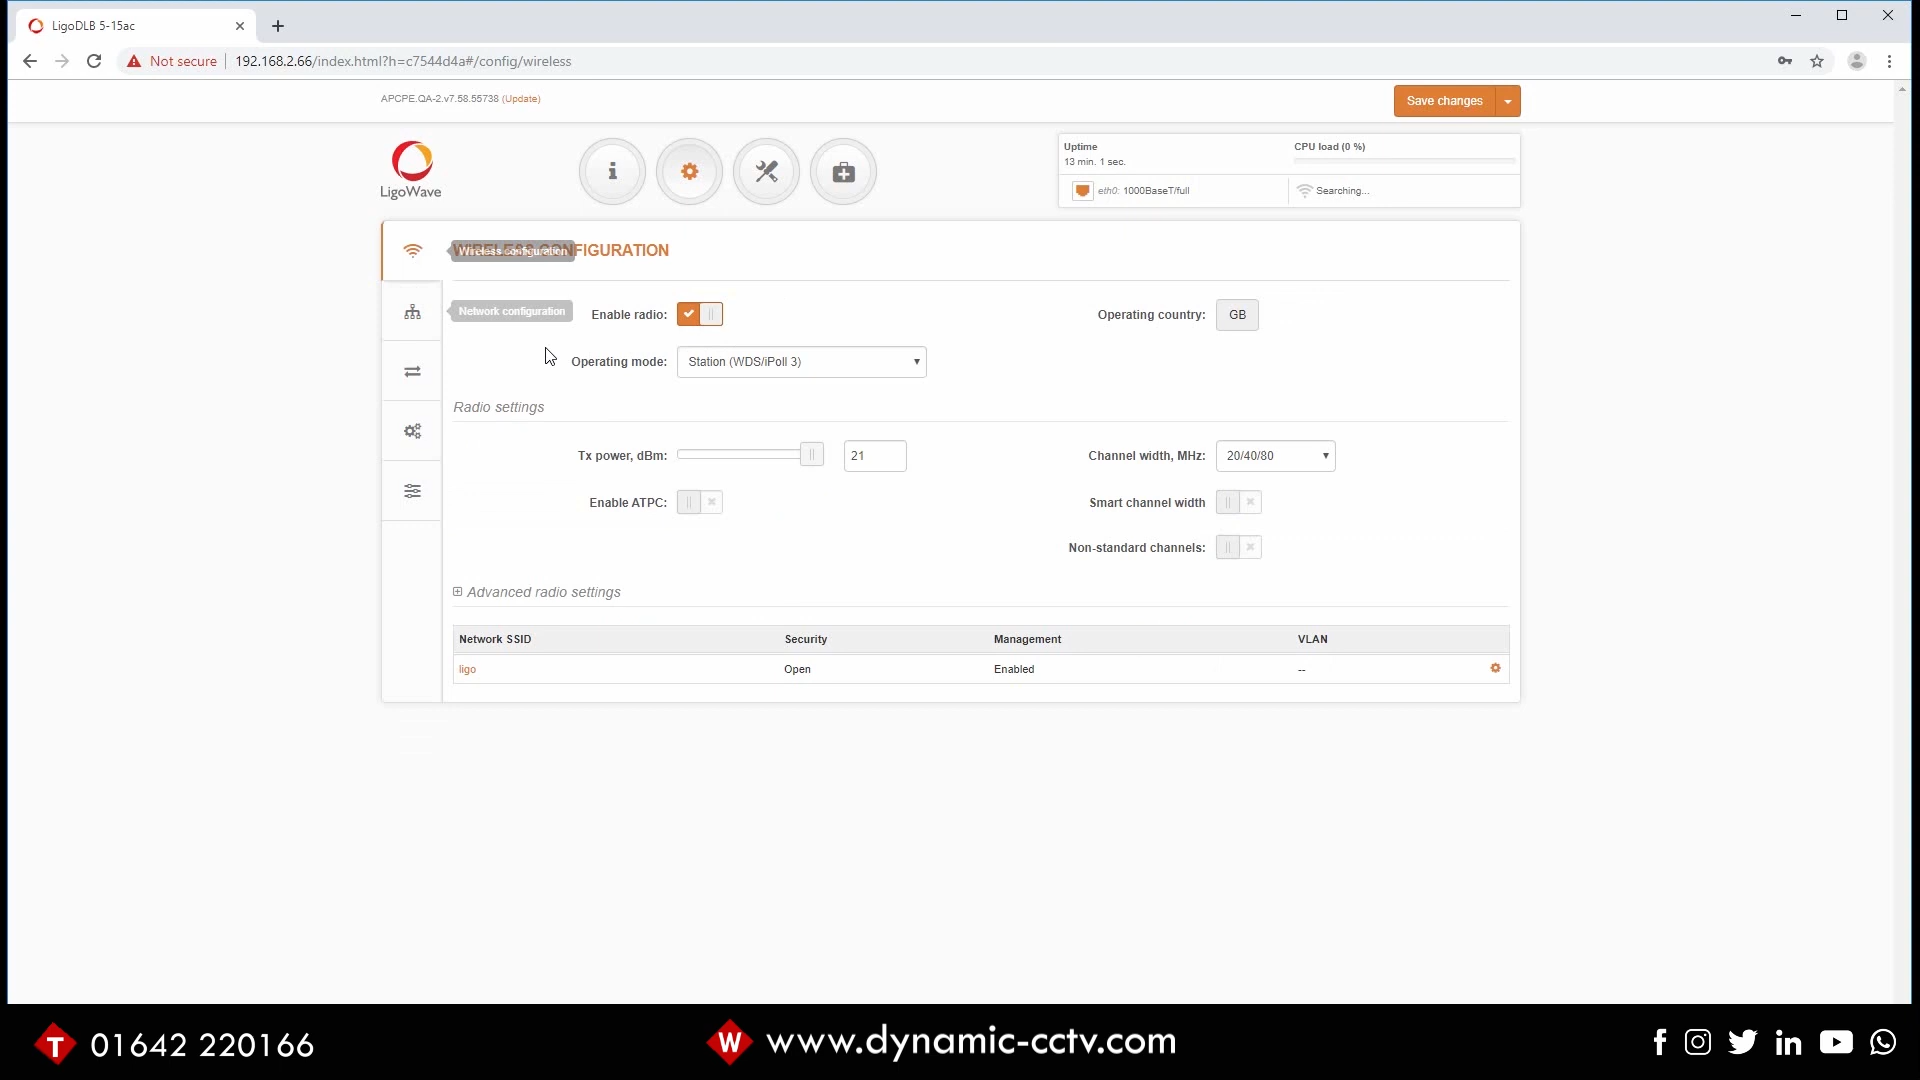 LigoDLB 5-15ac
Not secure
192.168.2.66/index.html?h=c7544d4a#/config/wireless
APCPE.QA-2.v7.58.55738 (Update)
Save changes
LigoWave
Uptime
13 min. 1 sec.
CPU load (0 %)
eth0: 1000BaseT/full
Searching...
WIRELESS CONFIGURATION
Wireless configuration
Network configuration
Enable radio:
Operating country: GB
Operating mode: Station (WDS/iPoll 3)
Radio settings
Tx power, dBm: 21
Channel width, MHz: 20/40/80
Enable ATPC:
Smart channel width
Non-standard channels:
Advanced radio settings
Network SSID Security Management VLAN
ligo Open Enabled --
T 01642 220166
W www.dynamic-cctv.com